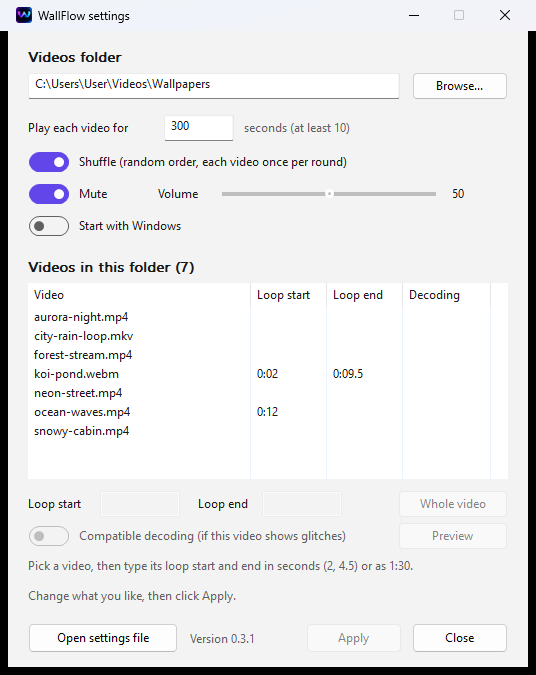 WallFlow settings
Videos folder
C:\Users\User\Videos\Wallpapers
Browse...
Play each video for 300 seconds (at least 10)
Shuffle (random order, each video once per round)
Mute Volume 50
Start with Windows
Videos in this folder (7)
Video Loop start Loop end Decoding
aurora-night.mp4
city-rain-loop.mkv
forest-stream.mp4
koi-pond.webm 0:02 0:09.5
neon-street.mp4
ocean-waves.mp4 0:12
snowy-cabin.mp4
Loop start Loop end Whole video
Compatible decoding (if this video shows glitches) Preview
Pick a video, then type its loop start and end in seconds (2, 4.5) or as 1:30.
Change what you like, then click Apply.
Open settings file Version 0.3.1 Apply Close